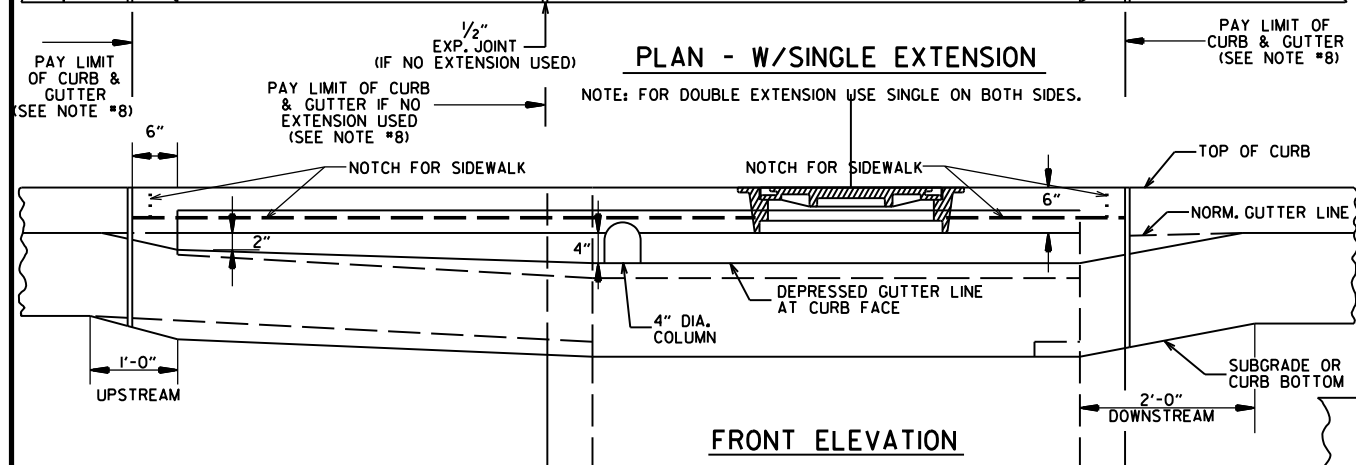 PAY LIMIT
OF CURB &
GUTTER
(SEE NOTE #8)
1/2"
EXP. JOINT
(IF NO EXTENSION USED)
PLAN - W/SINGLE EXTENSION
PAY LIMIT OF
CURB & GUTTER
(SEE NOTE #8)
PAY LIMIT OF CURB
& GUTTER IF NO
EXTENSION USED
(SEE NOTE #8)
NOTE: FOR DOUBLE EXTENSION USE SINGLE ON BOTH SIDES.
6"
NOTCH FOR SIDEWALK
NOTCH FOR SIDEWALK
TOP OF CURB
6"
NORM. GUTTER LINE
2"
4"
DEPRESSED GUTTER LINE
AT CURB FACE
4" DIA.
COLUMN
1'-0"
UPSTREAM
SUBGRADE OR
CURB BOTTOM
2'-0"
DOWNSTREAM
FRONT ELEVATION